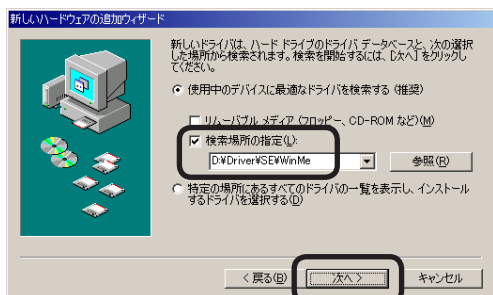 新しいハードウェアの追加ウィザード
新しいドライバは、ハード ドライブのドライバ データベースと、次の選択
した場所から検索されます。検索を開始するには、[次へ] をクリックし
てください。
使用中のデバイスに最適なドライバを検索する (推奨)
リムーバブル メディア (フロッピー、CD-ROM など)(M)
検索場所の指定(L):
D:¥Driver¥SE¥WinMe
参照(R)
特定の場所にあるすべてのドライバの一覧を表示し、インストール
するドライバを選択する(D)
< 戻る(B)
次へ >
キャンセル